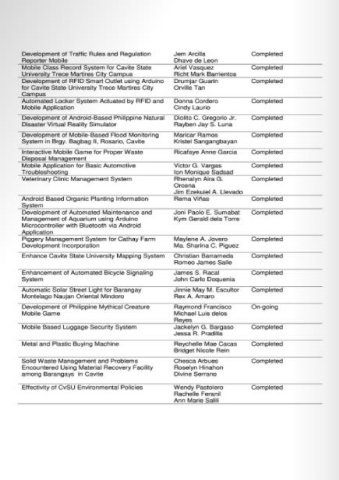 Development of Traffic Rules and Regulation Jem Arcilla Completed
Reporter Mobile Dhave de Leon
Mobile Class Record System for Cavite State Ariel Vasquez Completed
University Trece Martires City Campus Richt Mark Barrientos
Development of RFID Smart Outlet using Arduino Drumjar Guarin Completed
for Cavite State University Trece Martires City Orville Tan
Campus
Automated Locker System Actuated by RFID and Donna Cordero Completed
Mobile Application Cindy Laurio
Development of Android-Based Philippine Natural Diolito C. Gregorio Jr. Completed
Disaster Virtual Reality Simulator Rayben Jay S. Luna
Development of Mobile-Based Flood Monitoring Maricar Ramos Completed
System in Brgy. Bagbag II, Rosario, Cavite Kristel Sangangbayan
Interactive Mobile Game for Proper Waste Ricafsye Anne Garcia Completed
Disposal Management
Mobile Application for Basic Automotive Victor G. Vargas Completed
Troubleshooting Ion Monique Sadsad
Veterinary Clinic Management System Rhenalyn Aira G. Completed
Orcena
Jim Ezekuiel A. Llevado
Android Based Organic Planting Information Rema Viñas Completed
System
Development of Automated Maintenance and Joni Paolo E. Sumabat Completed
Management of Aquarium using Arduino Kym Gerald dela Torre
Microcontroller with Bluetooth via Android
Application
Piggery Management System for Cathay Farm Maylene A. Jovero Completed
Development Incorporation Ma. Sharina C. Piguez
Enhance Cavite State University Mapping System Christian Barrameda Completed
Romeo James Salle
Enhancement of Automated Bicycle Signaling James S. Racal Completed
System John Carlo Doquenia
Automatic Solar Street Light for Barangay Jinnie May M. Escultor Completed
Montelago Naujan Oriental Mindoro Rex A. Amaro
Development of Philippine Mythical Creature Raymond Francisco On-going
Mobile Game Michael Luis delos
Reyes
Mobile Based Luggage Security System Jackelyn G. Bargaso Completed
Jessa R. Pradilla
Metal and Plastic Buying Machine Reychelle Mae Cacas Completed
Bridget Nicole Rein
Solid Waste Management and Problems Chesca Arbues Completed
Encountered Using Material Recovery Facility Roselyn Hinahon
among Barangays in Cavite Divine Serrano
Effectivity of CvSU Environmental Policies Wendy Pastolero Completed
Rachelle Feranil
Ann Marie Salili